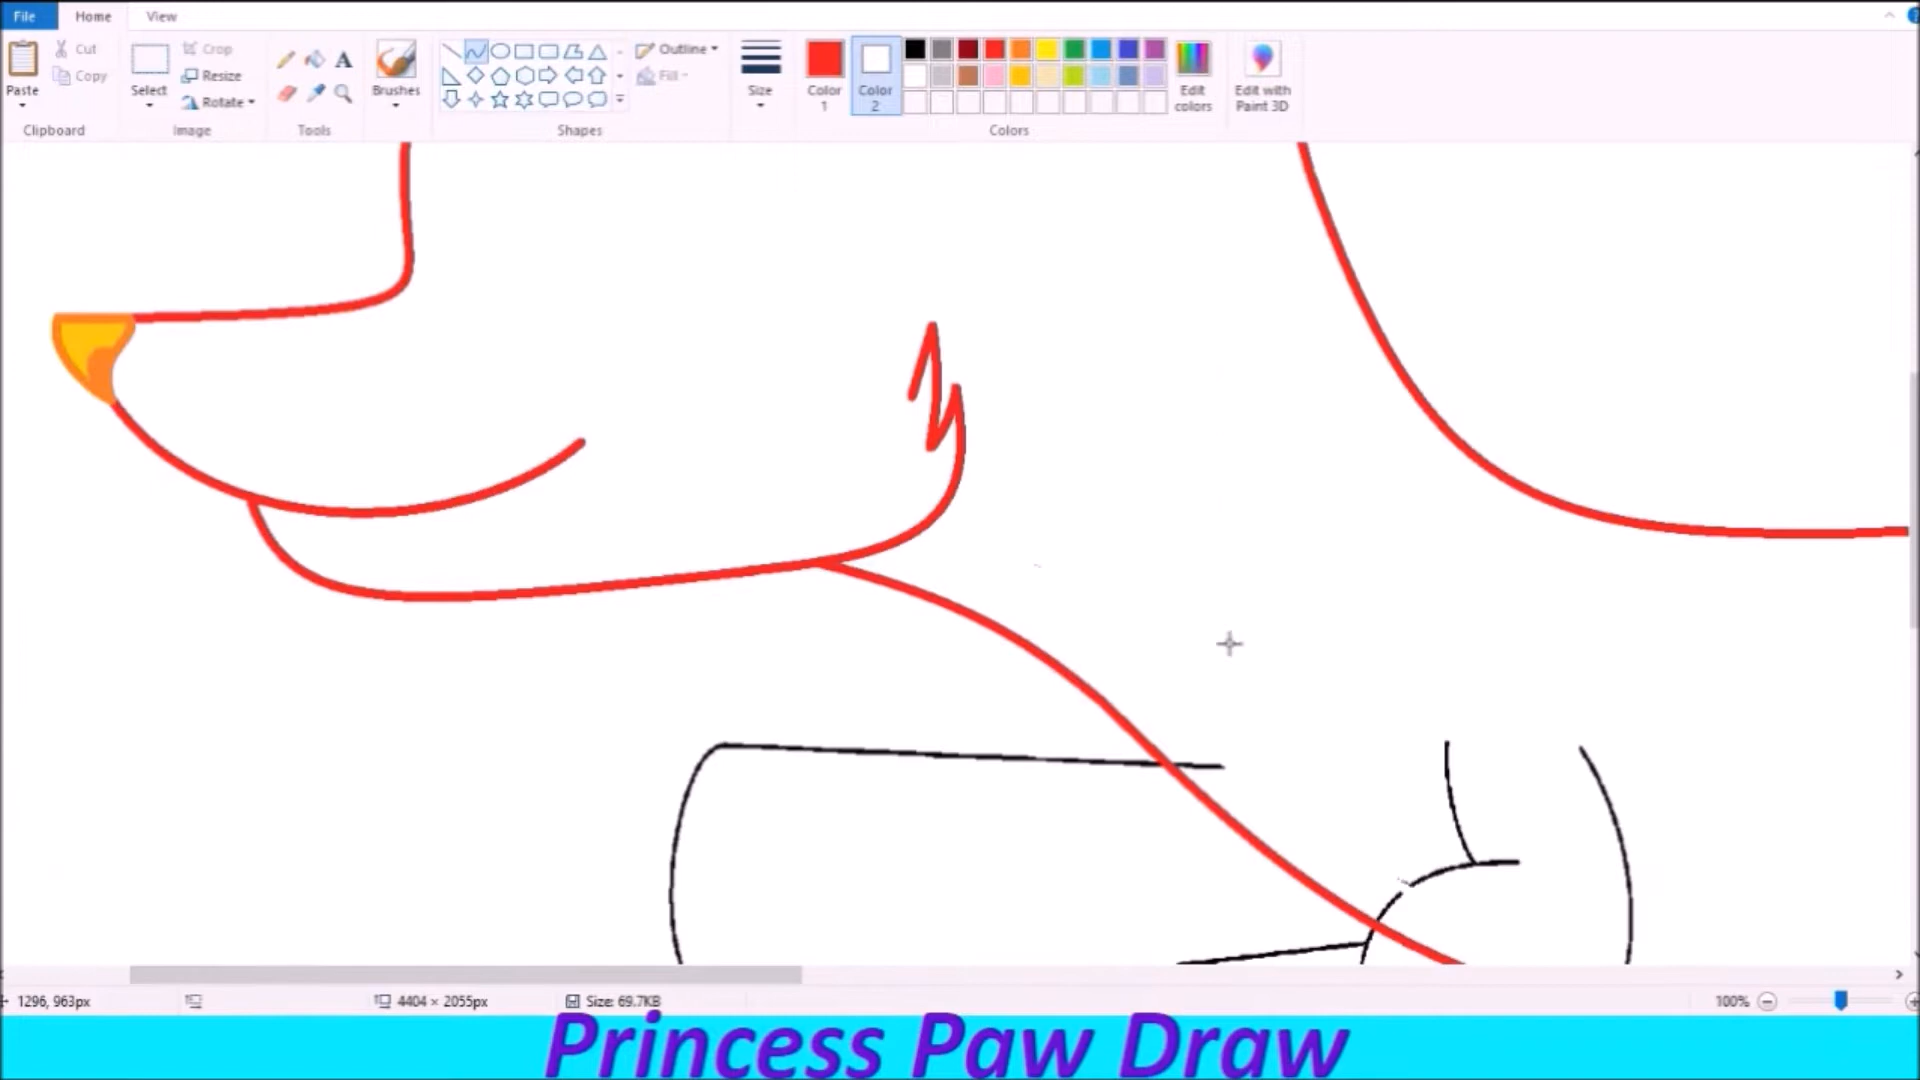 File Home View
Paste Cut Copy Clipboard
Select Crop Resize Rotate Image
A Tools
Brushes
Outline Fill Shapes
Size
Color 1 Color 2 Colors
Edit colors
Edit with Paint 3D
1296, 963px 4404 × 2055px Size: 69.7KB 100%
Princess Paw Draw